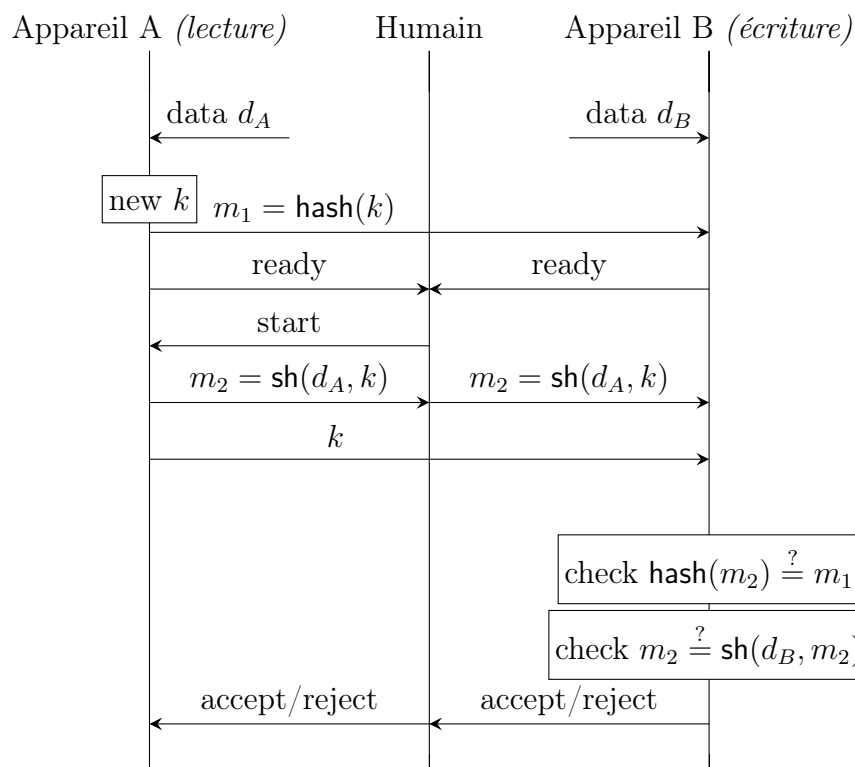 Appareil A (lecture) Humain Appareil B (écriture)
data d_A data d_B
new k
m_1 = hash(k)
ready ready
start
m_2 = sh(d_A, k) m_2 = sh(d_A, k)
k
check hash(m_2) ≟ m_1
check m_2 ≟ sh(d_B, m_2)
accept/reject accept/reject